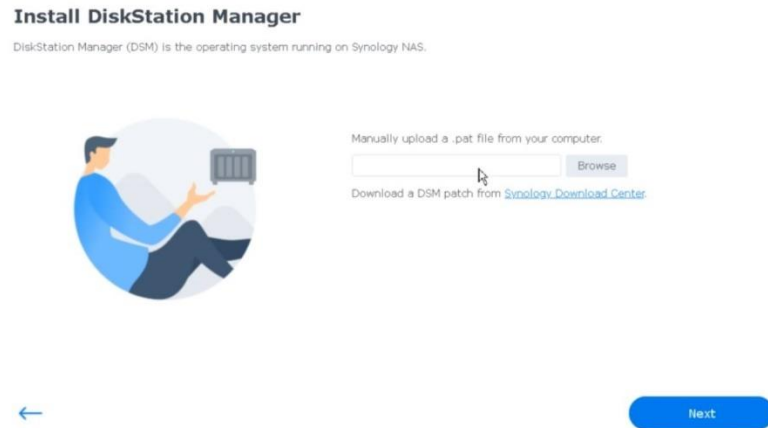 Install DiskStation Manager
DiskStation Manager (DSM) is the operating system running on Synology NAS.
Manually upload a .pat file from your computer.
Browse
Download a DSM patch from Synology Download Center.
Next